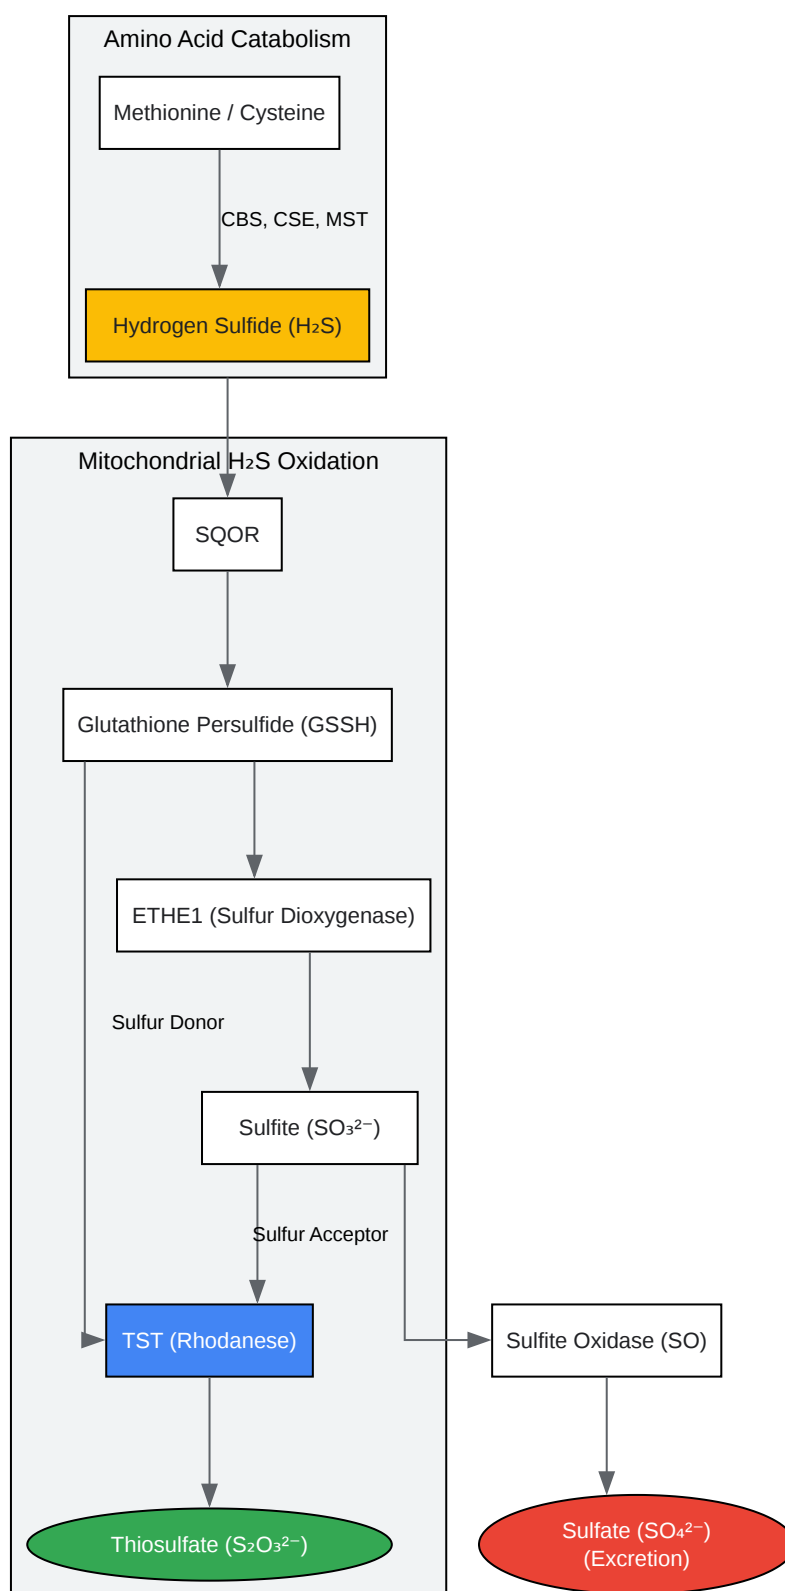 Amino Acid Catabolism
Methionine / Cysteine
CBS, CSE, MST
Hydrogen Sulfide (H₂S)
Mitochondrial H₂S Oxidation
SQOR
Glutathione Persulfide (GSSH)
ETHE1 (Sulfur Dioxygenase)
Sulfur Donor
Sulfite (SO₃²⁻)
Sulfur Acceptor
TST (Rhodanese)
Sulfite Oxidase (SO)
Thiosulfate (S₂O₃²⁻)
Sulfate (SO₄²⁻)
(Excretion)